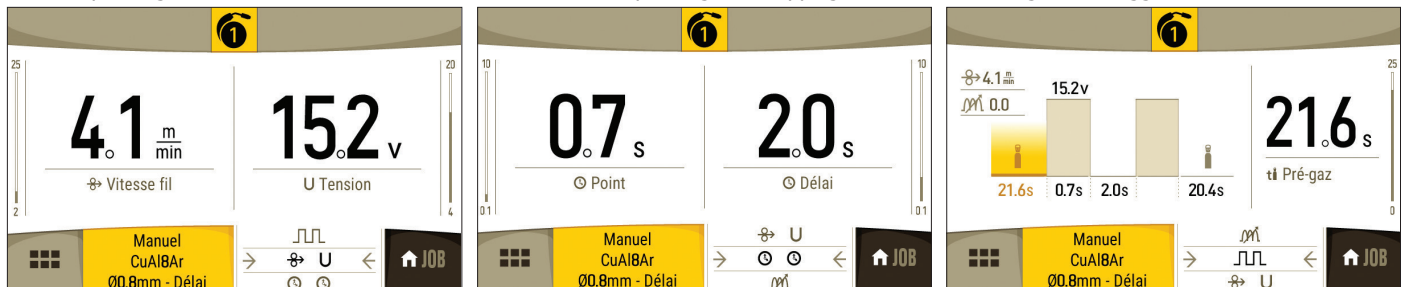 1
25
20
4.1 m/min
15.2 V
Vitesse fil
U Tension
2
4
Manuel
CuAl8Ar
Ø0.8mm - Délai
U
JOB
1
10
10
0.7 s
2.0 s
Point
Délai
0.1
0.1
Manuel
CuAl8Ar
Ø0.8mm - Délai
U
JOB
1
25
4.1 m/min
0.0
15.2v
21.6 s
Pré-gaz
21.6s 0.7s 2.0s 20.4s
0
Manuel
CuAl8Ar
Ø0.8mm - Délai
U
JOB